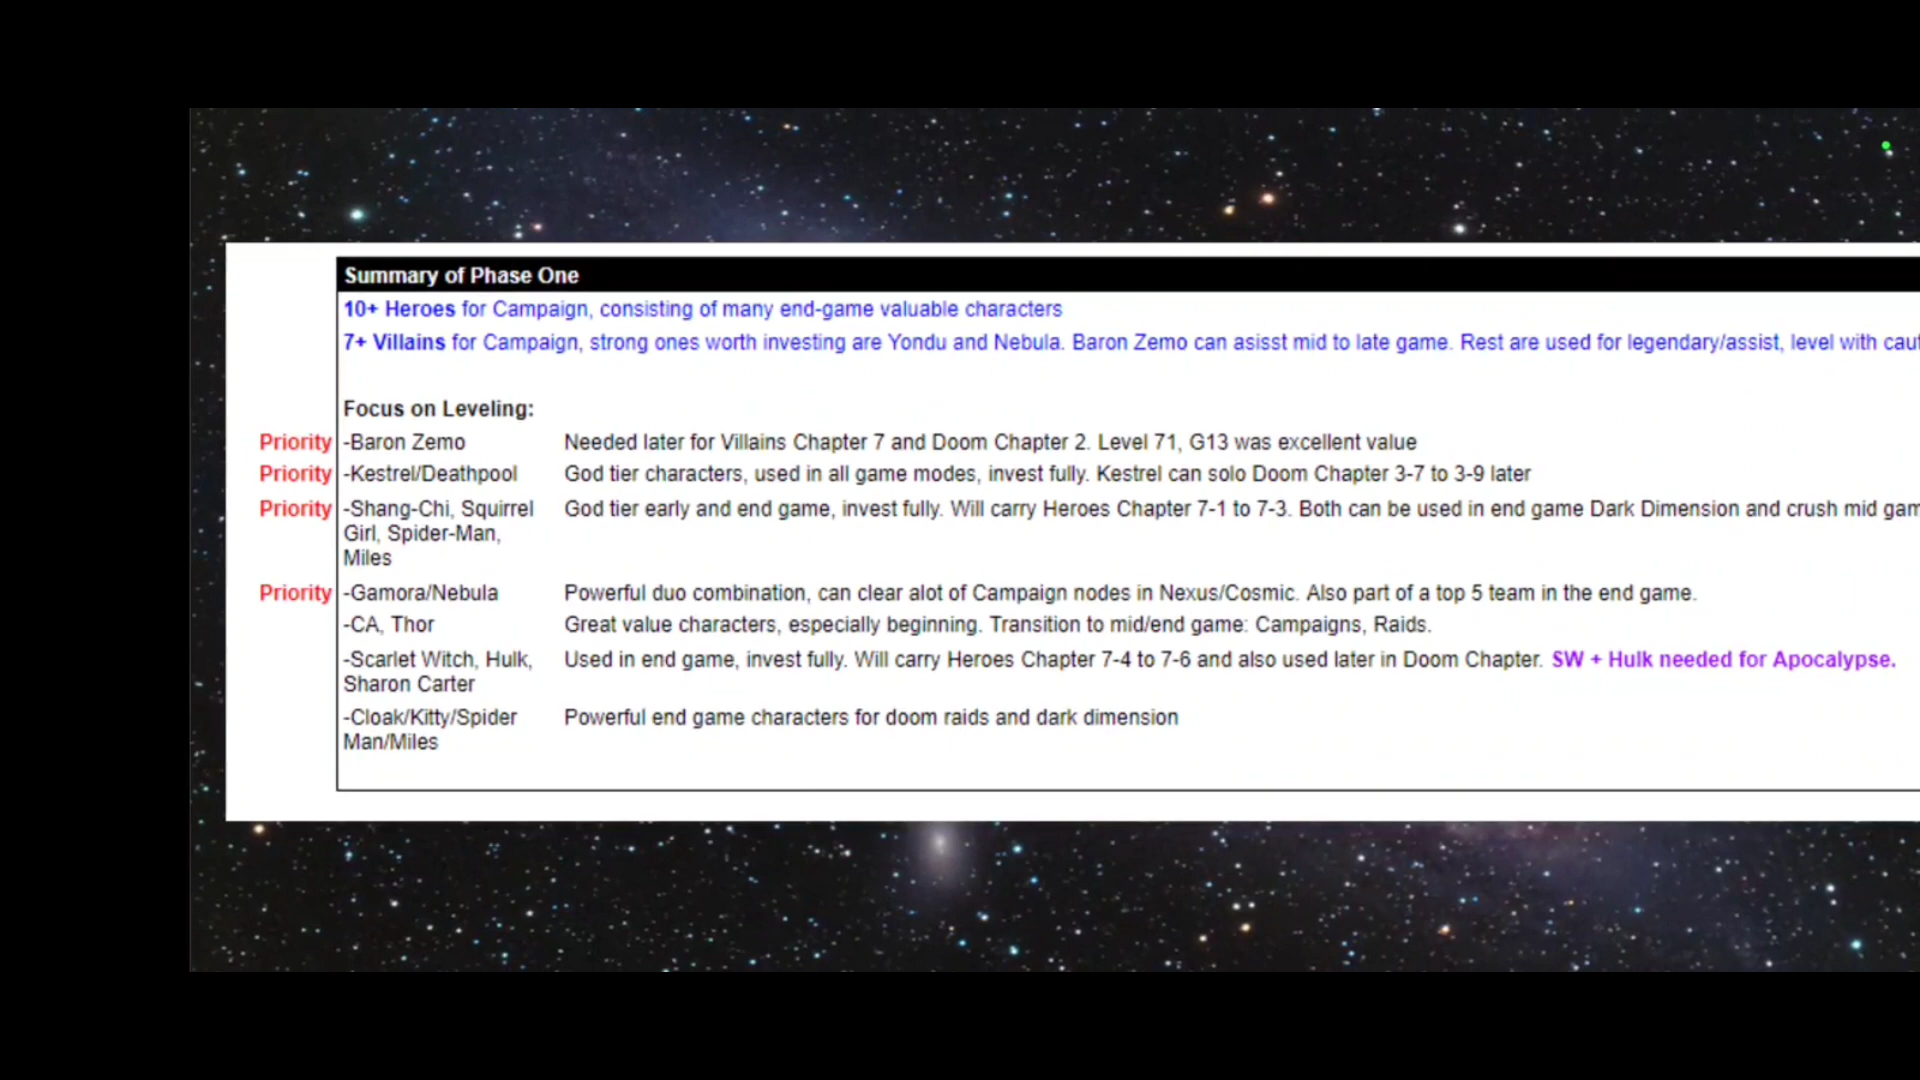 Summary of Phase One
10+ Heroes for Campaign, consisting of many end-game valuable characters
7+ Villains for Campaign, strong ones worth investing are Yondu and Nebula. Baron Zemo can asisst mid to late game. Rest are used for legendary/assist, level with
Focus on Leveling:
Priority -Baron Zemo Needed later for Villains Chapter 7 and Doom Chapter 2. Level 71, G13 was excellent value
Priority -Kestrel/Deathpool God tier characters, used in all game modes, invest fully. Kestrel can solo Doom Chapter 3-7 to 3-9 later
Priority -Shang-Chi, Squirrel God tier early and end game, invest fully. Will carry Heroes Chapter 7-1 to 7-3. Both can be used in end game Dark Dimension and crush mid
Girl, Spider-Man,
Miles
Priority -Gamora/Nebula Powerful duo combination, can clear alot of Campaign nodes in Nexus/Cosmic. Also part of a top 5 team in the end game.
-CA, Thor Great value characters, especially beginning. Transition to mid/end game: Campaigns, Raids.
-Scarlet Witch, Hulk, Used in end game, invest fully. Will carry Heroes Chapter 7-4 to 7-6 and also used later in Doom Chapter. SW + Hulk needed for Apocalypse.
Sharon Carter
-Cloak/Kitty/Spider Powerful end game characters for doom raids and dark dimension
Man/Miles